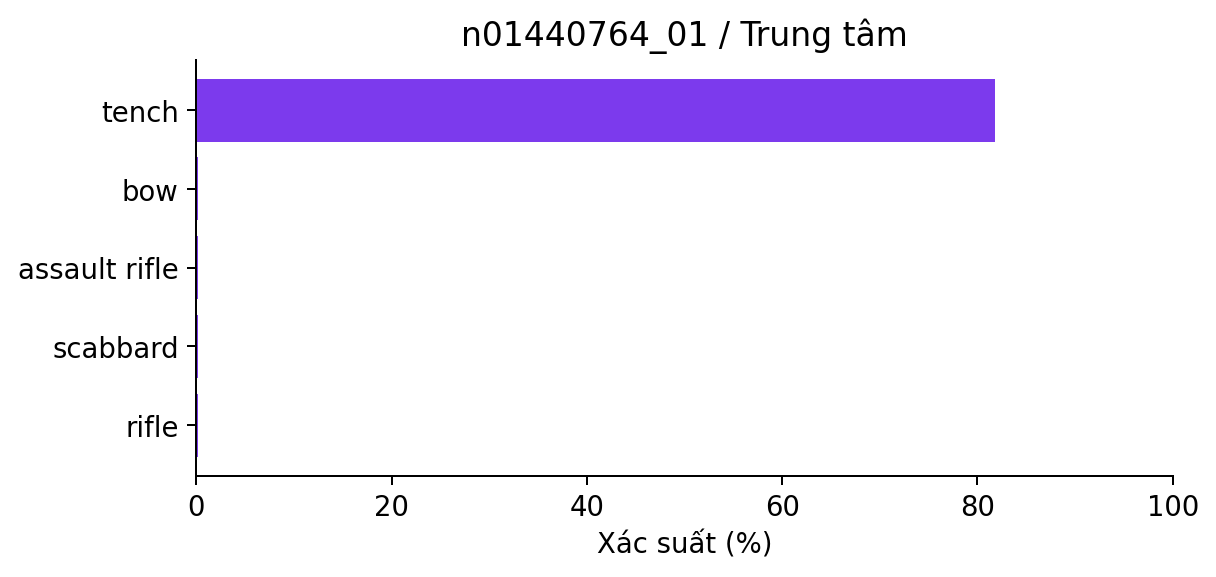 n01440764_01 / Trung tâm
tench
bow
assault rifle
scabbard
rifle
0 20 40 60 80 100
Xác suất (%)